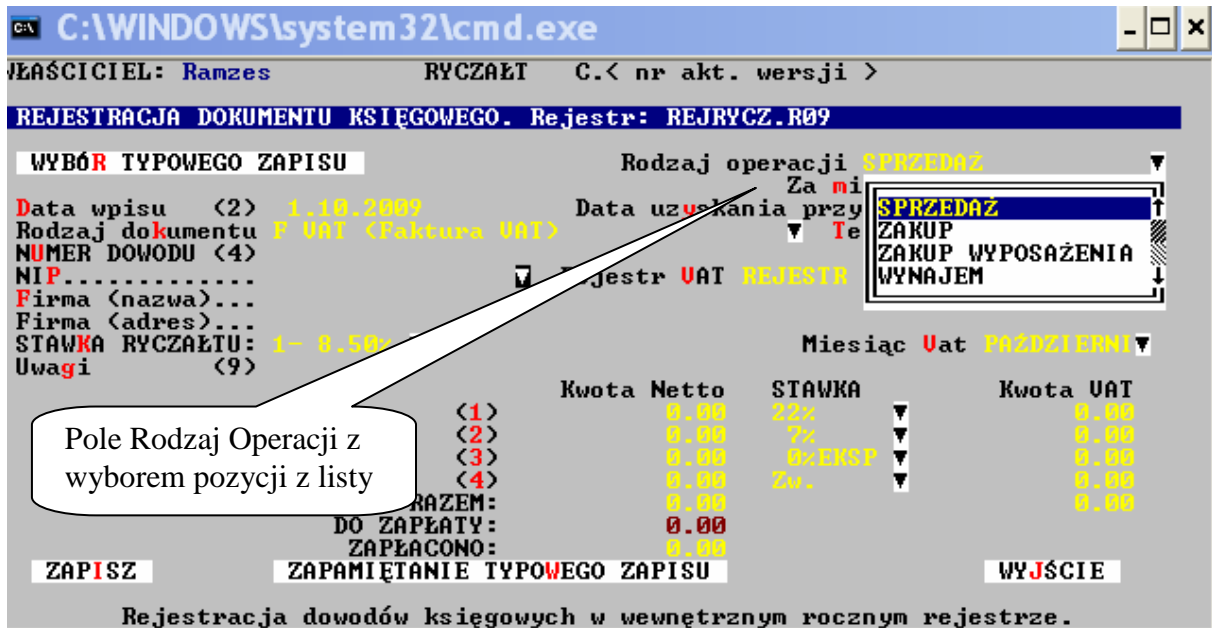 C:\WINDOWS\system32\cmd.exe
WŁAŚCICIEL: Ramzes RYCZAŁT C.< nr akt. wersji >
REJESTRACJA DOKUMENTU KSIĘGOWEGO. Rejestr: REJRYCZ.R09
WYBÓR TYPOWEGO ZAPISU Rodzaj operacji SPRZEDAŻ
Za mi
Data wpisu (2) 1.10.2009 Data uzyskania przy SPRZEDAŻ
Rodzaj dokumentu F VAT (Faktura VAT) Te ZAKUP
NUMER DOWODU (4) ZAKUP WYPOSAŻENIA
NIP............. Rejestr VAT REJESTR WYNAJEM
Firma (nazwa)...
Firma (adres)...
STAWKA RYCZAŁTU: 1- 8.50% Miesiąc Vat PAŹDZIERNI
Uwagi (9)
Kwota Netto STAWKA Kwota VAT
(1) 0.00 22% 0.00
(2) 0.00 7% 0.00
(3) 0.00 0%EKSP 0.00
(4) 0.00 Zw. 0.00
RAZEM: 0.00 0.00
DO ZAPŁATY: 0.00
ZAPŁACONO: 0.00
Pole Rodzaj Operacji z
wyborem pozycji z listy
ZAPISZ ZAPAMIĘTANIE TYPOWEGO ZAPISU WYJŚCIE
Rejestracja dowodów księgowych w wewnętrznym rocznym rejestrze.